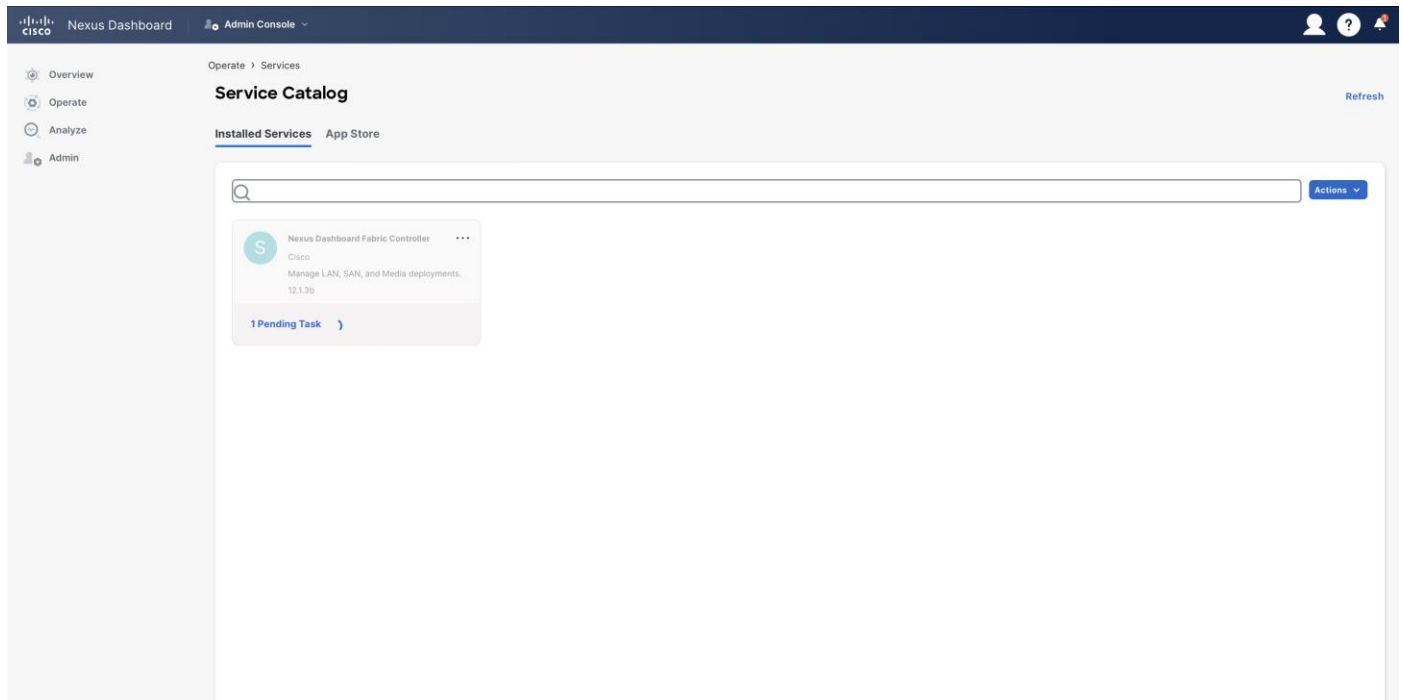 CISCO
Nexus Dashboard
Admin Console
?
Overview
Operate
Analyze
Admin
Operate > Services
Service Catalog
Refresh
Installed Services App Store
Actions
S
Nexus Dashboard Fabric Controller ...
Cisco
Manage LAN, SAN, and Media deployments.
12.1.3b
1 Pending Task